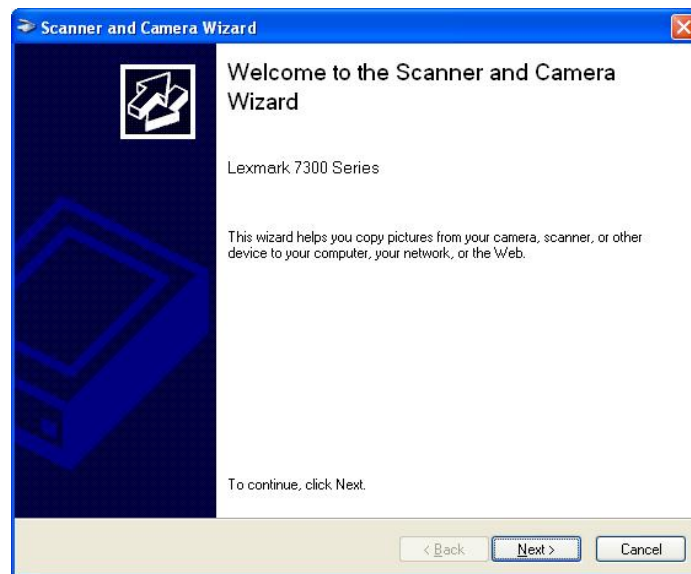 Scanner and Camera Wizard
Welcome to the Scanner and Camera
Wizard
Lexmark 7300 Series
This wizard helps you copy pictures from your camera, scanner, or other
device to your computer, your network, or the Web.
To continue, click Next.
< Back
Next >
Cancel